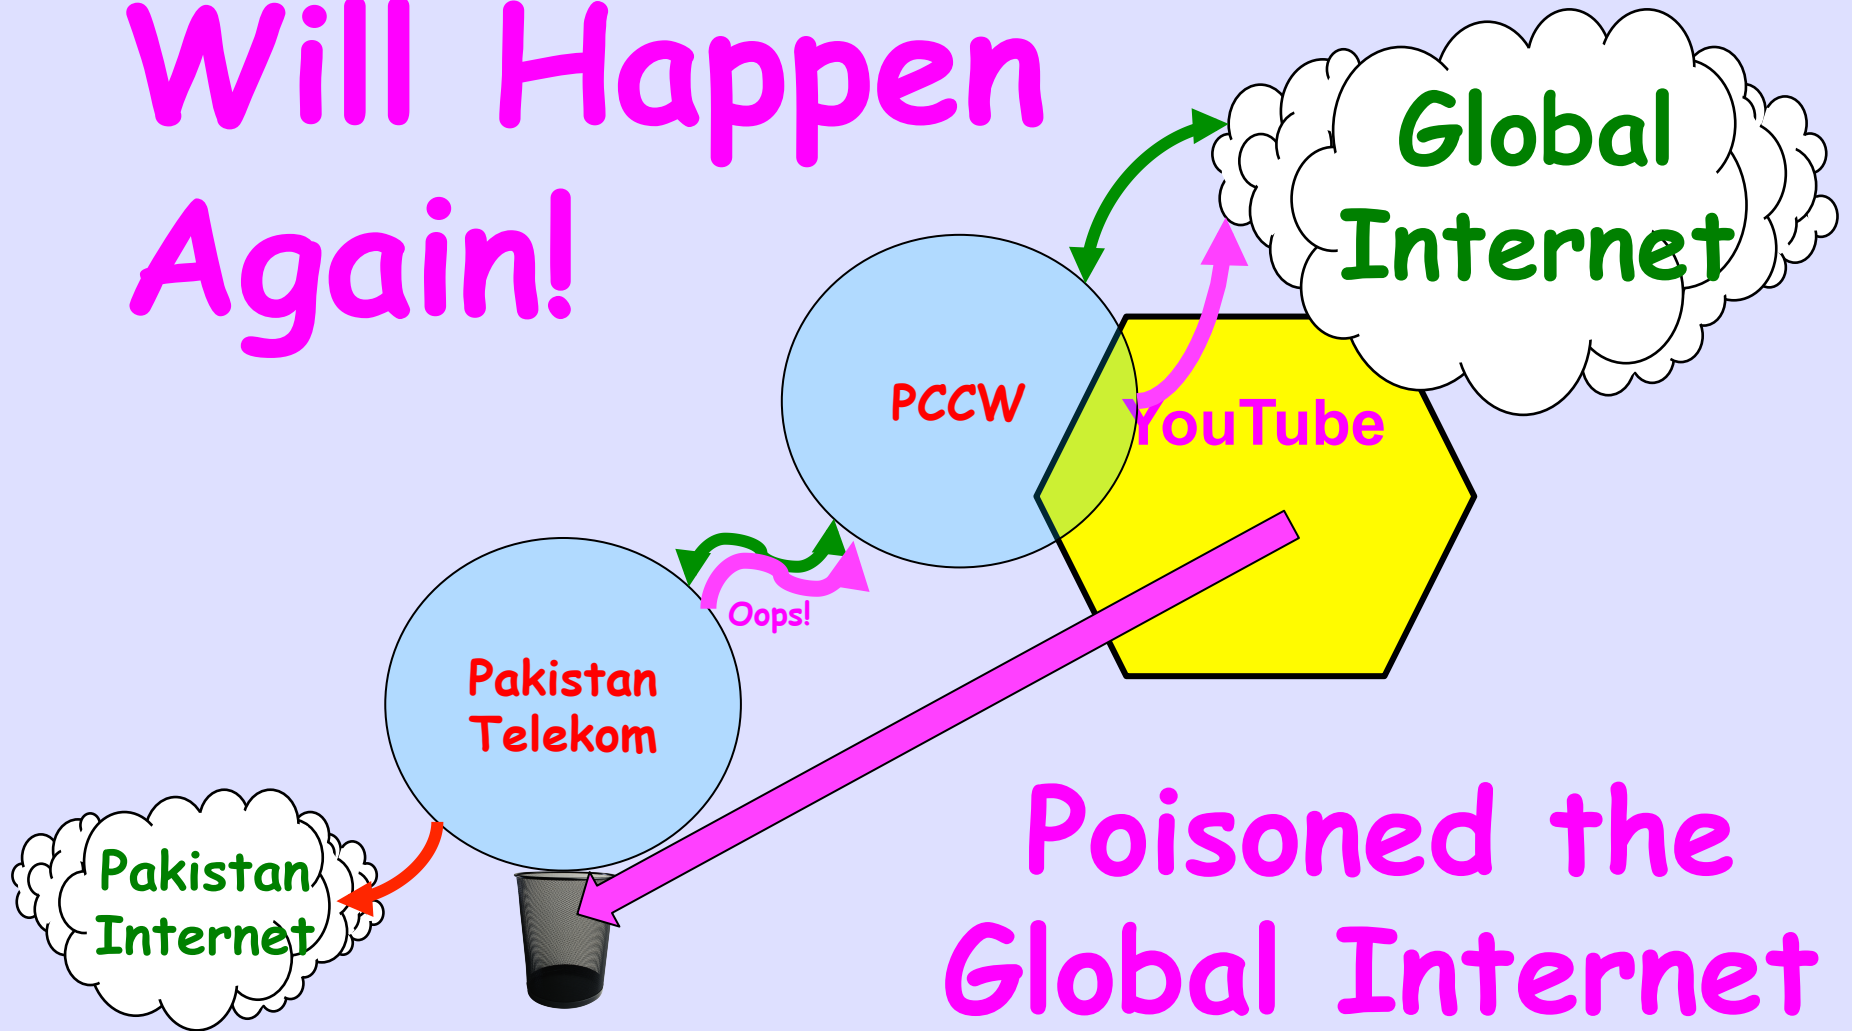 Will Happen
Again!
Global
Internet
PCCW
YouTube
Oops!
Pakistan
Telekom
Pakistan
Internet
Poisoned the
Global Internet